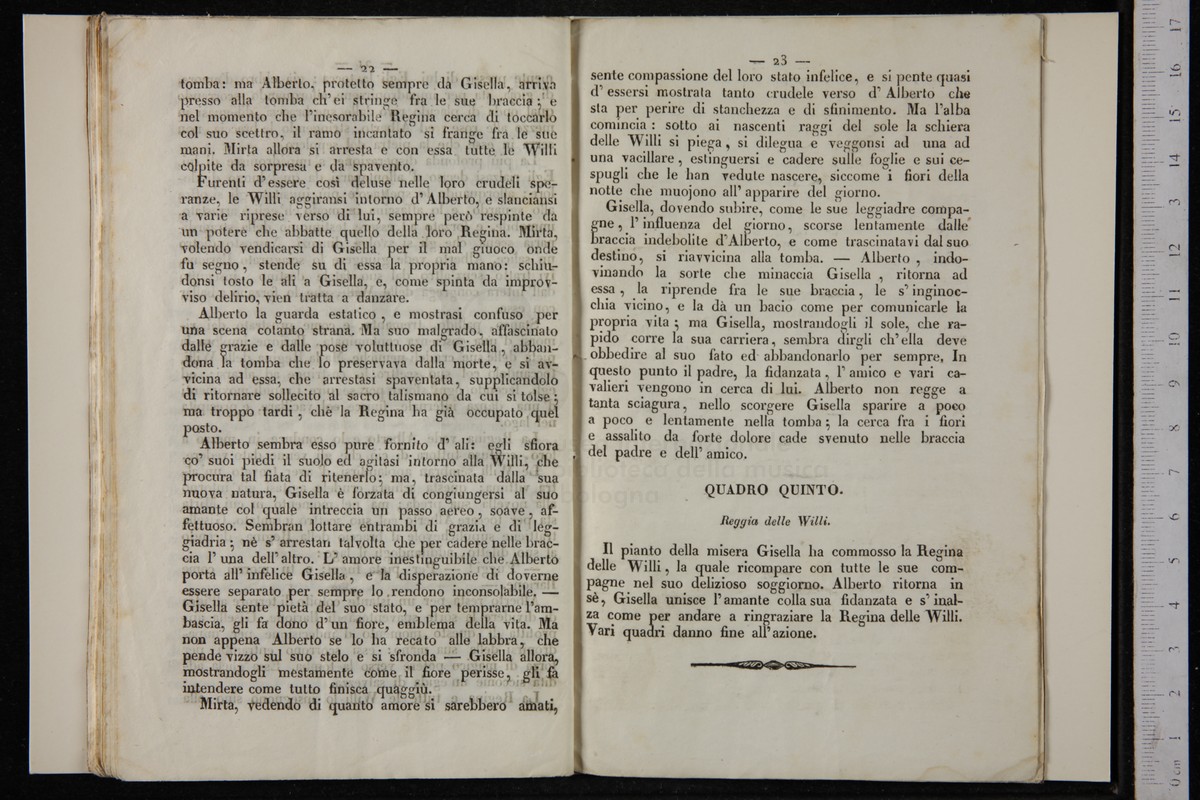 — 22 —
tomba: ma Alberto, protetto sempre da Gisella, arriva
presso alla tomba ch'ei stringe fra le sue braccia; e
nel momento che l'inesorabile Regina cerca di toccarlo
col suo scettro, il ramo incantato si frange fra le sue
mani. Mirta allora si arresta e con essa tutte le Willi
colpite da sorpresa e da spavento.
Furenti d'essere così deluse nelle loro crudeli spe-
ranze, le Willi aggiransi intorno d'Alberto, e slanciansi
a varie riprese verso di lui, sempre però respinte da
un potere che abbatte quello della loro Regina. Mirta,
volendo vendicarsi di Gisella per il mal giuoco onde
fu segno, stende su di essa la propria mano: schiu-
donsi tosto le ali a Gisella, e, come spinta da improv-
viso delirio, vien tratta a danzare.
Alberto la guarda estatico, e mostrasi confuso per
una scena cotanto strana. Ma suo malgrado, affascinato
dalle grazie e dalle pose voluttuose di Gisella, abban-
dona la tomba che lo preservava dalla morte, e si av-
vicina ad essa, che arrestasi spaventata, supplicandolo
di ritornare sollecito al sacro talismano da cui si tolse;
ma troppo tardi, chè la Regina ha già occupato quel
posto.
Alberto sembra esso pure fornito d'ali: egli sfiora
co' suoi piedi il suolo ed agitasi intorno alla Willi, che
procura tal fiata di ritenerlo; ma, trascinata dalla sua
nuova natura, Gisella è forzata di congiungersi al suo
amante col quale intreccia un passo aereo, soave, af-
fettuoso. Sembran lottare entrambi di grazia e di leg-
giadria; nè s'arrestan talvolta che per cadere nelle brac-
cia l'una dell'altro. L'amore inestinguibile che Alberto
porta all'infelice Gisella, e la disperazione di doverne
essere separato per sempre lo rendono inconsolabile. —
Gisella sente pietà del suo stato, e per temprarne l'am-
bascia, gli fa dono d'un fiore, emblema della vita. Ma
non appena Alberto se lo ha recato alle labbra, che
pende vizzo sul suo stelo e si sfronda — Gisella allora,
mostrandogli mestamente come il fiore perisse, gli fa
intendere come tutto finisca quaggiù.
Mirta, vedendo di quanto amore si sarebbero amati,
— 23 —
sente compassione del loro stato infelice, e si pente quasi
d'essersi mostrata tanto crudele verso d'Alberto che
sta per perire di stanchezza e di sfinimento. Ma l'alba
comincia: sotto ai nascenti raggi del sole la schiera
delle Willi si piega, si dilegua e veggonsi ad una ad
una vacillare, estinguersi e cadere sulle foglie e sui ce-
spugli che le han vedute nascere, siccome i fiori della
notte che muojono all'apparire del giorno.
Gisella, dovendo subire, come le sue leggiadre compa-
gne, l'influenza del giorno, scorse lentamente dalle
braccia indebolite d'Alberto, e come trascinatavi dal suo
destino, si riavvicina alla tomba. — Alberto, indo-
vinando la sorte che minaccia Gisella, ritorna ad
essa, la riprende fra le sue braccia, le s'inginoc-
chia vicino, e la dà un bacio come per comunicarle la
propria vita; ma Gisella, mostrandogli il sole, che ra-
pido corre la sua carriera, sembra dirgli ch'ella deve
obbedire al suo fato ed abbandonarlo per sempre, In
questo punto il padre, la fidanzata, l'amico e vari ca-
valieri vengono in cerca di lui. Alberto non regge a
tanta sciagura, nello scorgere Gisella sparire a poco
a poco e lentamente nella tomba; la cerca fra i fiori
e assalito da forte dolore cade svenuto nelle braccia
del padre e dell'amico.
QUADRO QUINTO.
Reggia delle Willi.
Il pianto della misera Gisella ha commosso la Regina
delle Willi, la quale ricompare con tutte le sue com-
pagne nel suo delizioso soggiorno. Alberto ritorna in
sè, Gisella unisce l'amante colla sua fidanzata e s'inal-
za come per andare a ringraziare la Regina delle Willi.
Vari quadri danno fine all'azione.
biblioteca della musica
bologna
0 cm 1 2 3 4 5 6 7 8 9 10 11 12 13 14 15 16 17